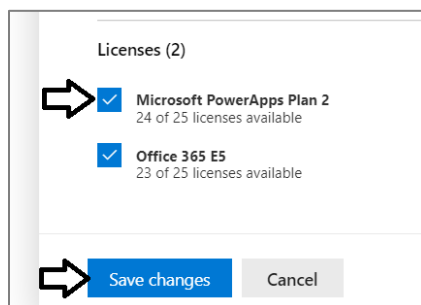 Licenses (2)
Microsoft PowerApps Plan 2
24 of 25 licenses available
Office 365 E5
23 of 25 licenses available
Save changes Cancel